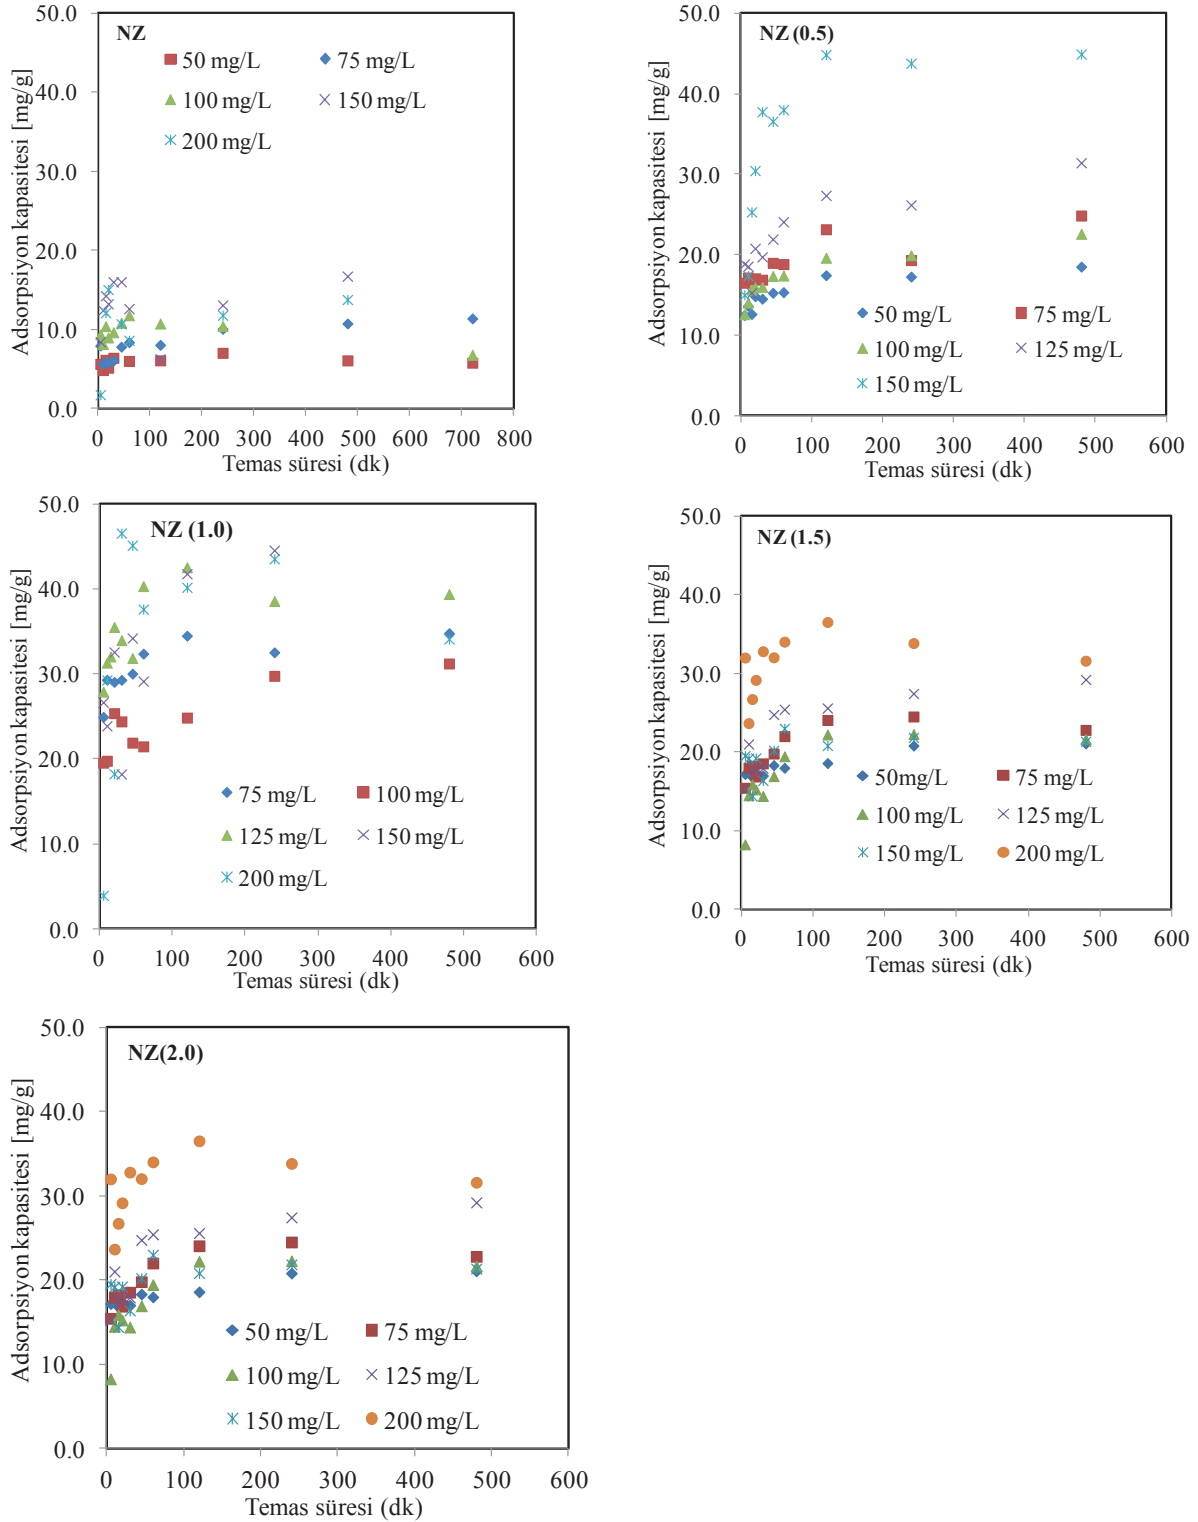 NZ
50 mg/L 75 mg/L
100 mg/L 150 mg/L
200 mg/L
Adsorpsiyon kapasitesi [mg/g]
50.0
40.0
30.0
20.0
10.0
0.0
0 100 200 300 400 500 600 700 800
Temas süresi (dk)
NZ (0.5)
Adsorpsiyon kapasitesi [mg/g]
50.0
40.0
30.0
20.0
10.0
0.0
50 mg/L 75 mg/L
100 mg/L 125 mg/L
150 mg/L
0 100 200 300 400 500 600
Temas süresi (dk)
NZ (1.0)
Adsorpsiyon kapasitesi [mg/g]
50.0
40.0
30.0
20.0
10.0
0.0
75 mg/L 100 mg/L
125 mg/L 150 mg/L
200 mg/L
0 100 200 300 400 500 600
Temas süresi (dk)
NZ (1.5)
Adsorpsiyon kapasitesi [mg/g]
50.0
40.0
30.0
20.0
10.0
0.0
50mg/L 75 mg/L
100 mg/L 125 mg/L
150 mg/L 200 mg/L
0 100 200 300 400 500 600
Temas süresi (dk)
NZ(2.0)
Adsorpsiyon kapasitesi [mg/g]
50.0
40.0
30.0
20.0
10.0
0.0
50 mg/L 75 mg/L
100 mg/L 125 mg/L
150 mg/L 200 mg/L
0 100 200 300 400 500 600
Temas süresi (dk)